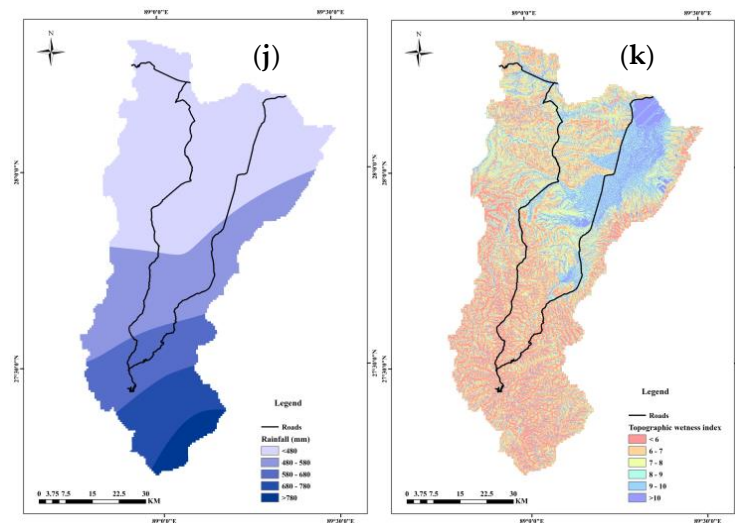 89°0'0"E 89°30'0"E
N
(j)
28°0'0"N
27°30'0"N
Legend
Roads
Rainfall (mm)
<480
480 - 580
580 - 680
680 - 780
>780
0 3.75 7.5 15 22.5 30
KM
89°0'0"E 89°30'0"E
89°0'0"E 89°30'0"E
N
(k)
28°0'0"N
27°30'0"N
Legend
Roads
Topographic wetness index
< 6
6 - 7
7 - 8
8 - 9
9 - 10
>10
0 3.75 7.5 15 22.5 30
KM
89°0'0"E 89°30'0"E